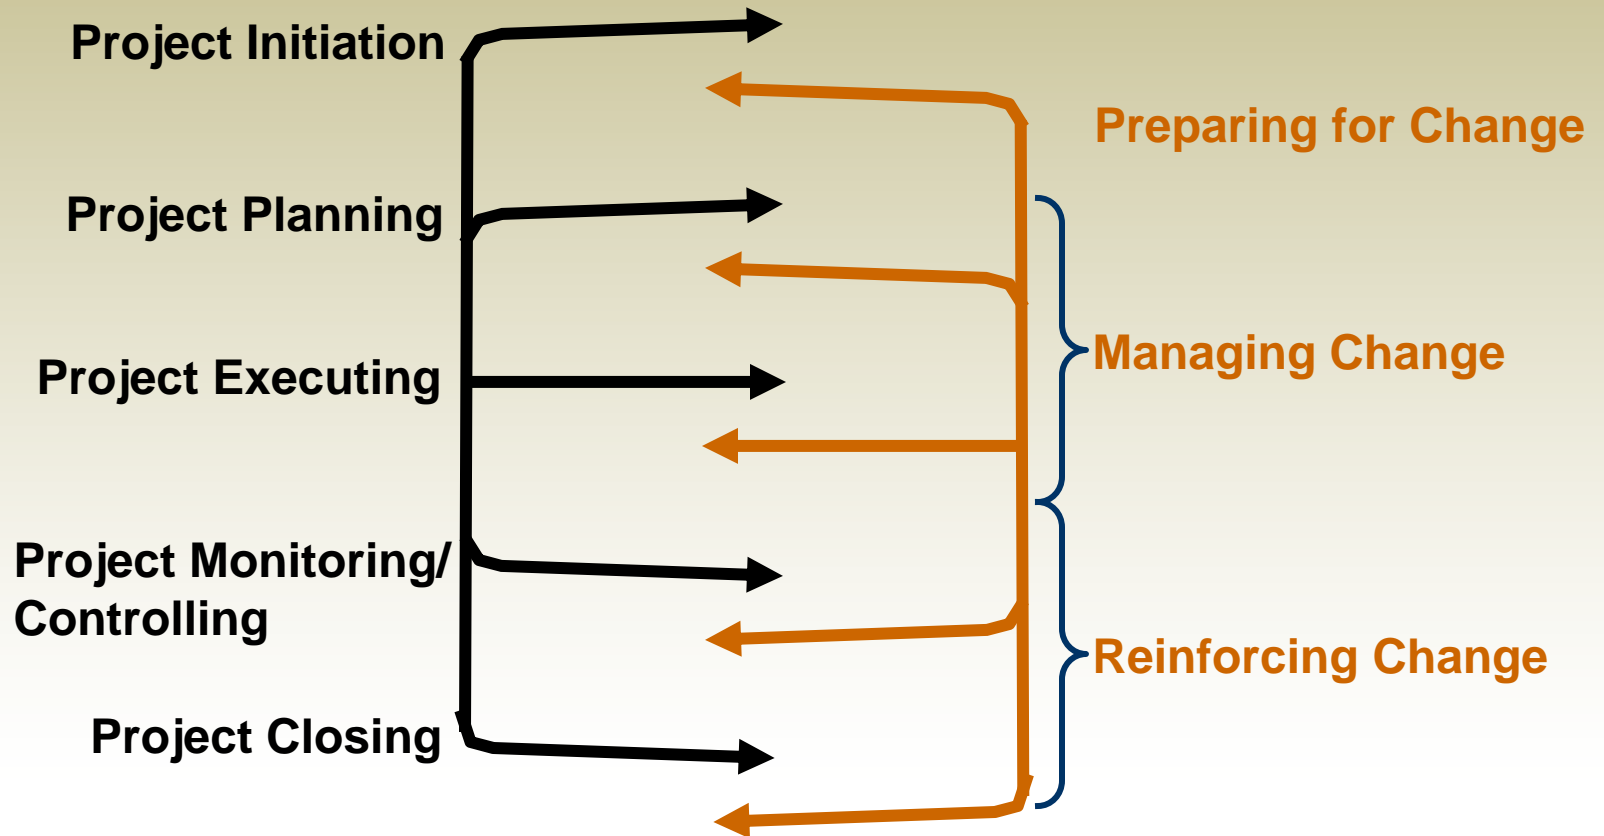 Project Initiation
Preparing for Change
Project Planning
Managing Change
Project Executing
Project Monitoring/
Controlling
Reinforcing Change
Project Closing